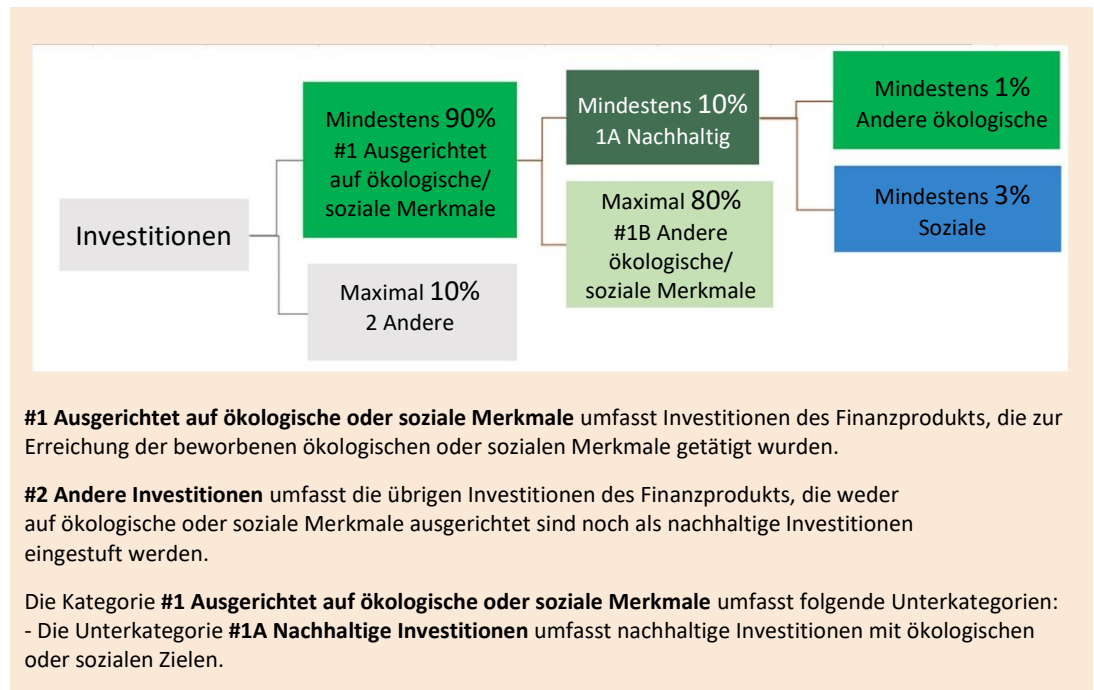 Investitionen
Mindestens 90%
#1 Ausgerichtet
auf ökologische/
soziale Merkmale
Maximal 10%
2 Andere
Mindestens 10%
1A Nachhaltig
Maximal 80%
#1B Andere
ökologische/
soziale Merkmale
Mindestens 1%
Andere ökologische
Mindestens 3%
Soziale
#1 Ausgerichtet auf ökologische oder soziale Merkmale umfasst Investitionen des Finanzprodukts, die zur
Erreichung der beworbenen ökologischen oder sozialen Merkmale getätigt wurden.
#2 Andere Investitionen umfasst die übrigen Investitionen des Finanzprodukts, die weder
auf ökologische oder soziale Merkmale ausgerichtet sind noch als nachhaltige Investitionen
eingestuft werden.
Die Kategorie #1 Ausgerichtet auf ökologische oder soziale Merkmale umfasst folgende Unterkategorien:
- Die Unterkategorie #1A Nachhaltige Investitionen umfasst nachhaltige Investitionen mit ökologischen
oder sozialen Zielen.